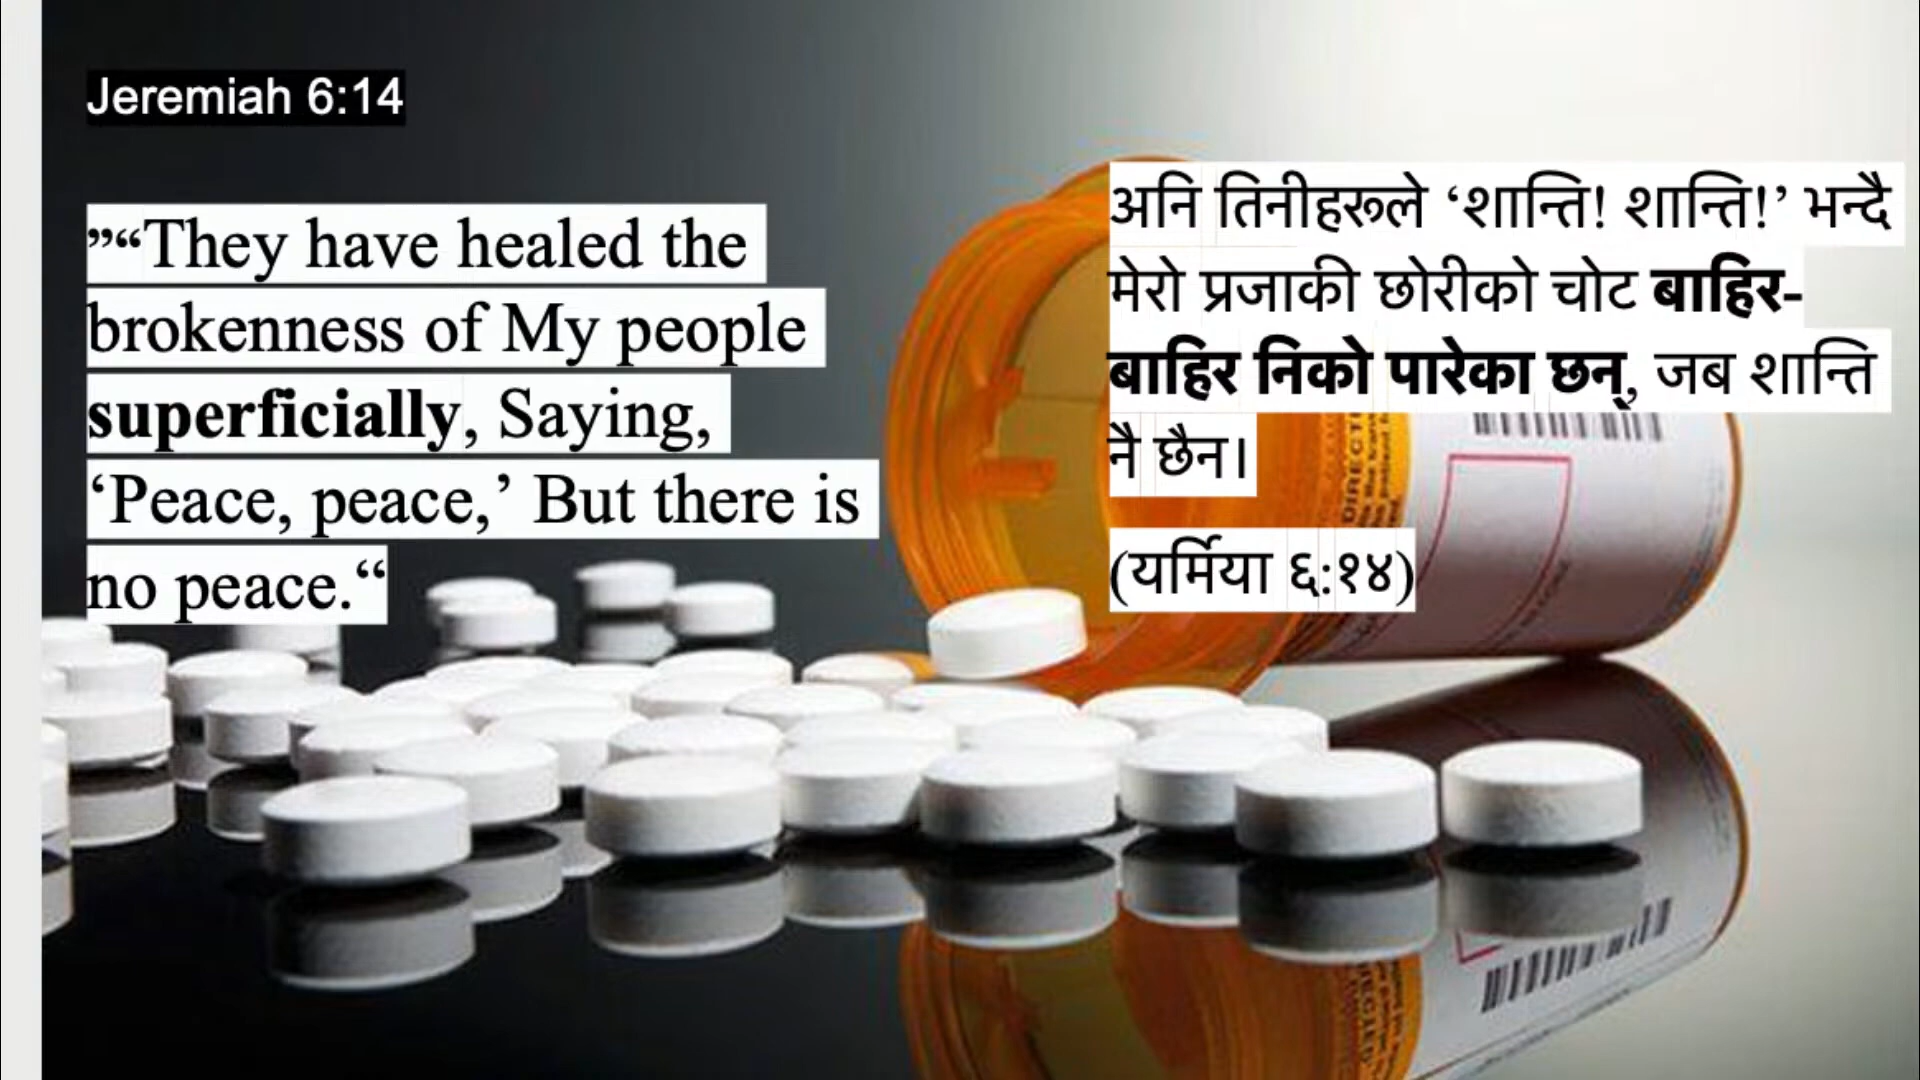 Jeremiah 6:14
”“They have healed the
brokenness of My people
superficially, Saying,
‘Peace, peace,’ But there is
no peace.“
अनि तिनीहरूले ‘शान्ति! शान्ति!’ भन्दै
मेरो प्रजाकी छोरीको चोट बाहिर-
बाहिर निको पारेका छन्, जब शान्ति
नै छैन।
(यर्मिया ६:१४)